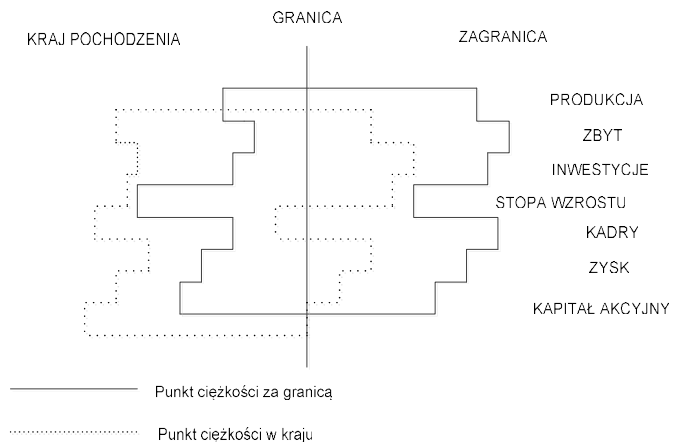 GRANICA
KRAJ POCHODZENIA
ZAGRANICA
PRODUKCJA
ZBYT
INWESTYCJE
STOPA WZROSTU
KADRY
ZYSK
KAPITAŁ AKCYJNY
Punkt ciężkości za granicą
Punkt ciężkości w kraju